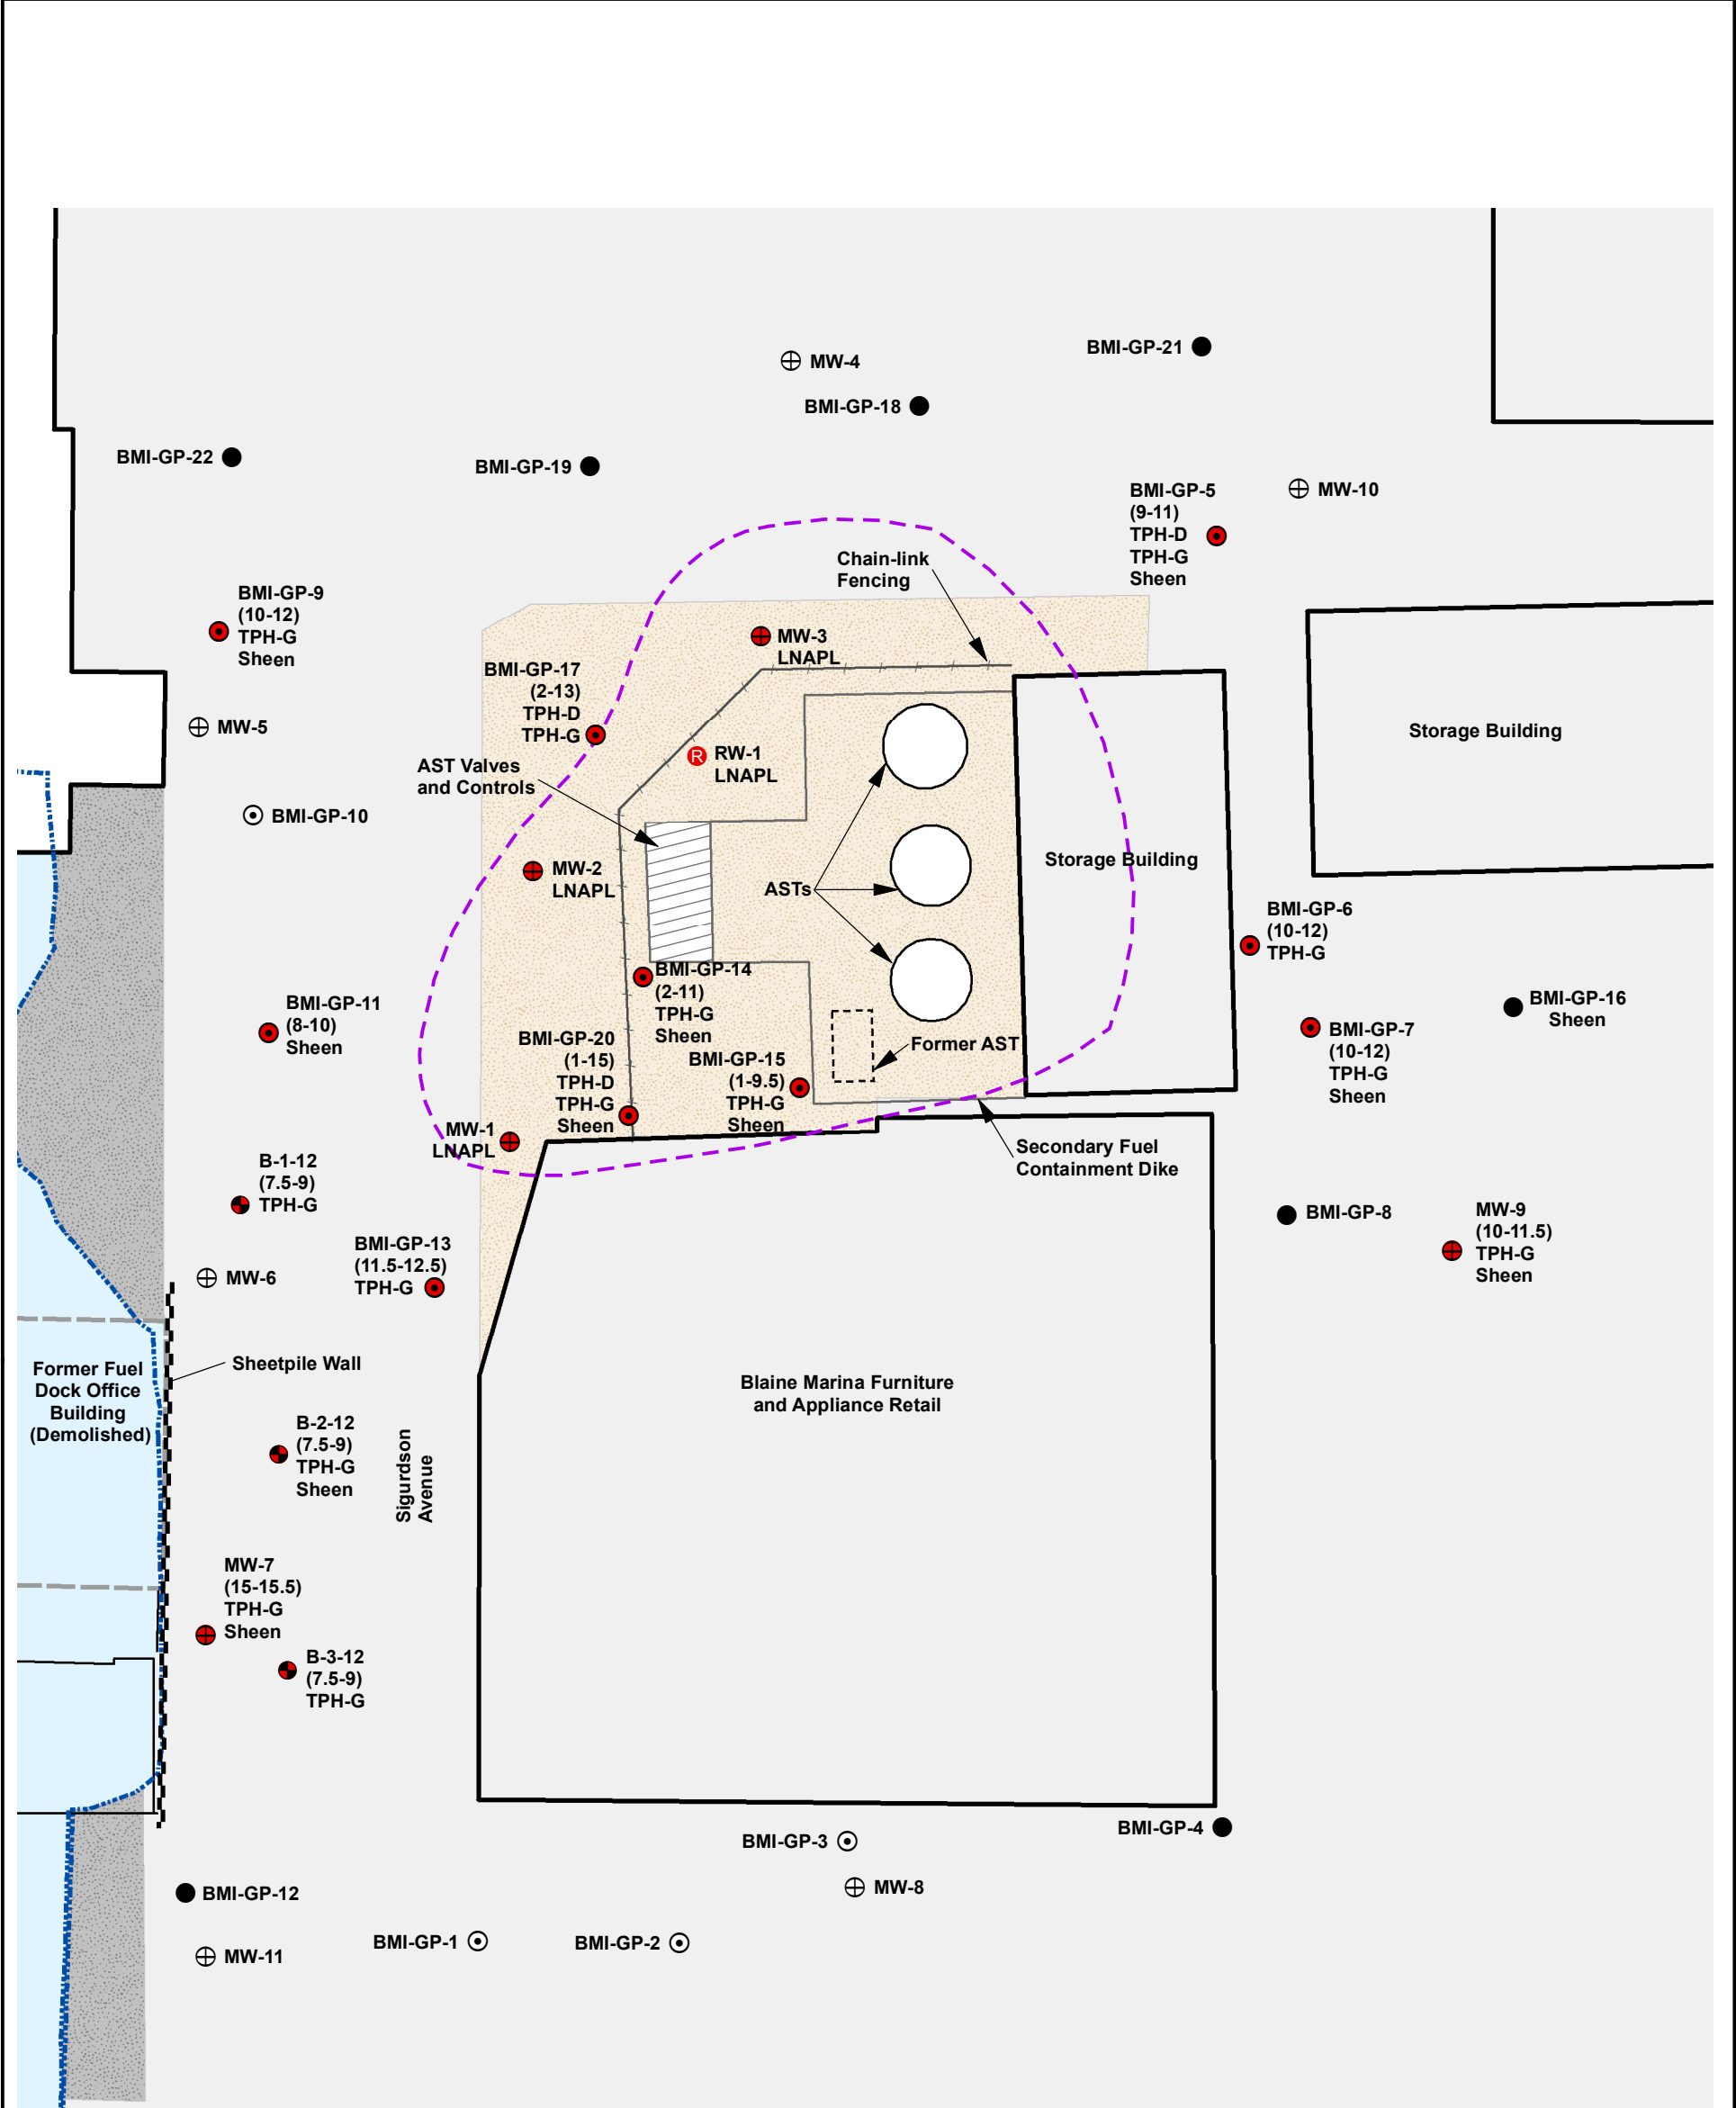 BMI-GP-21
MW-4
BMI-GP-18
BMI-GP-22
BMI-GP-19
BMI-GP-5
(9-11)
TPH-D
TPH-G
Sheen
MW-10
Chain-link
Fencing
BMI-GP-9
(10-12)
TPH-G
Sheen
MW-3
LNAPL
BMI-GP-17
(2-13)
TPH-D
TPH-G
MW-5
Storage Building
RW-1
LNAPL
R
AST Valves
and Controls
BMI-GP-10
MW-2
LNAPL
ASTs
Storage Building
BMI-GP-6
(10-12)
TPH-G
BMI-GP-14
(2-11)
TPH-G
Sheen
BMI-GP-11
(8-10)
Sheen
BMI-GP-16
Sheen
BMI-GP-7
(10-12)
TPH-G
Sheen
BMI-GP-20
(1-15)
TPH-D
TPH-G
Sheen
BMI-GP-15
(1-9.5)
TPH-G
Sheen
Former AST
MW-1
LNAPL
Secondary Fuel
Containment Dike
B-1-12
(7.5-9)
TPH-G
BMI-GP-8
MW-9
(10-11.5)
TPH-G
Sheen
BMI-GP-13
(11.5-12.5)
TPH-G
MW-6
Sheetpile Wall
Former Fuel
Dock Office
Building
(Demolished)
Blaine Marina Furniture
and Appliance Retail
B-2-12
(7.5-9)
TPH-G
Sheen
Sigurdson
Avenue
MW-7
(15-15.5)
TPH-G
Sheen
B-3-12
(7.5-9)
TPH-G
BMI-GP-4
BMI-GP-3
MW-8
BMI-GP-12
BMI-GP-1
BMI-GP-2
MW-11